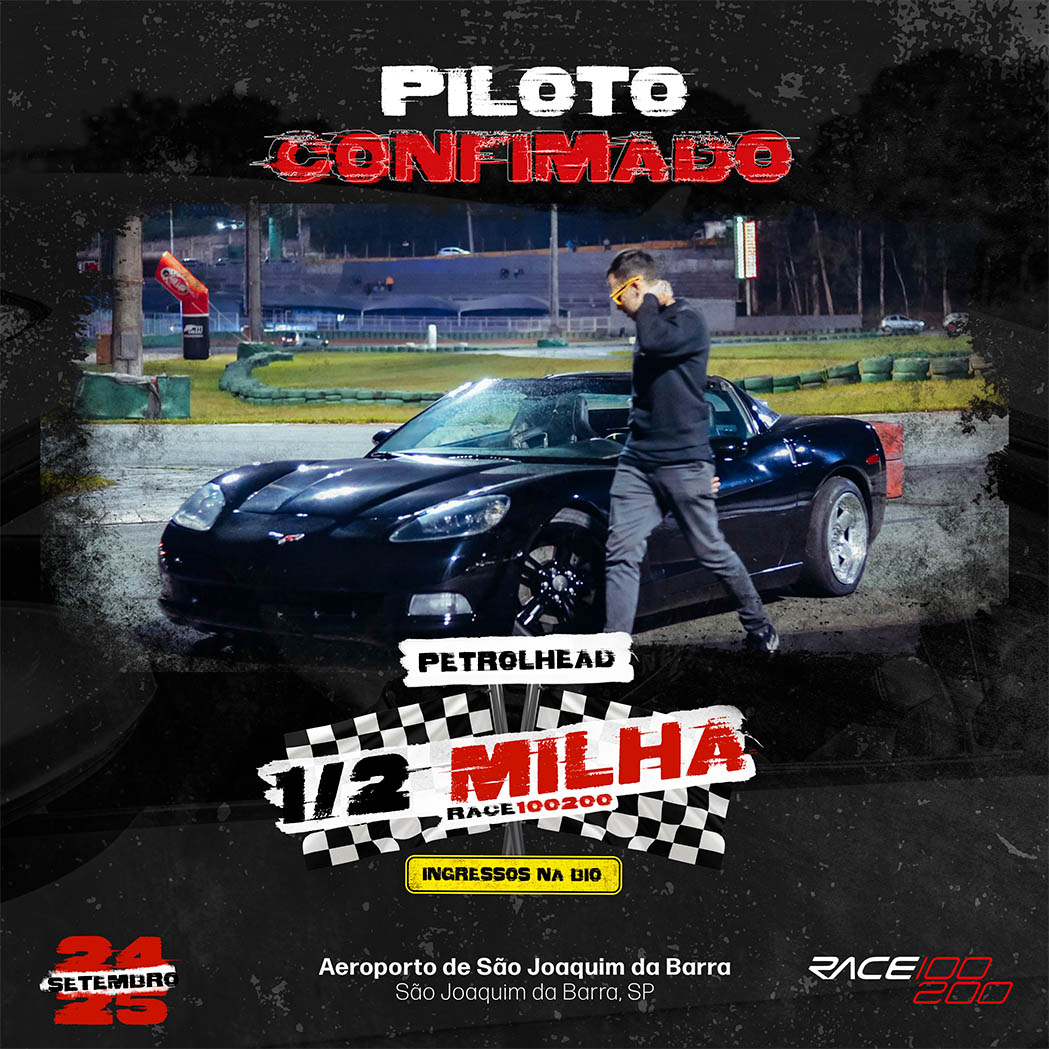 PILOTO
CONFIMADO
PETROLHEAD
1/2 MILHA
RACE100200
INGRESSOS NA BIO
24
SETEMBRO
25
Aeroporto de São Joaquim da Barra
São Joaquim da Barra, SP
RACE100
200